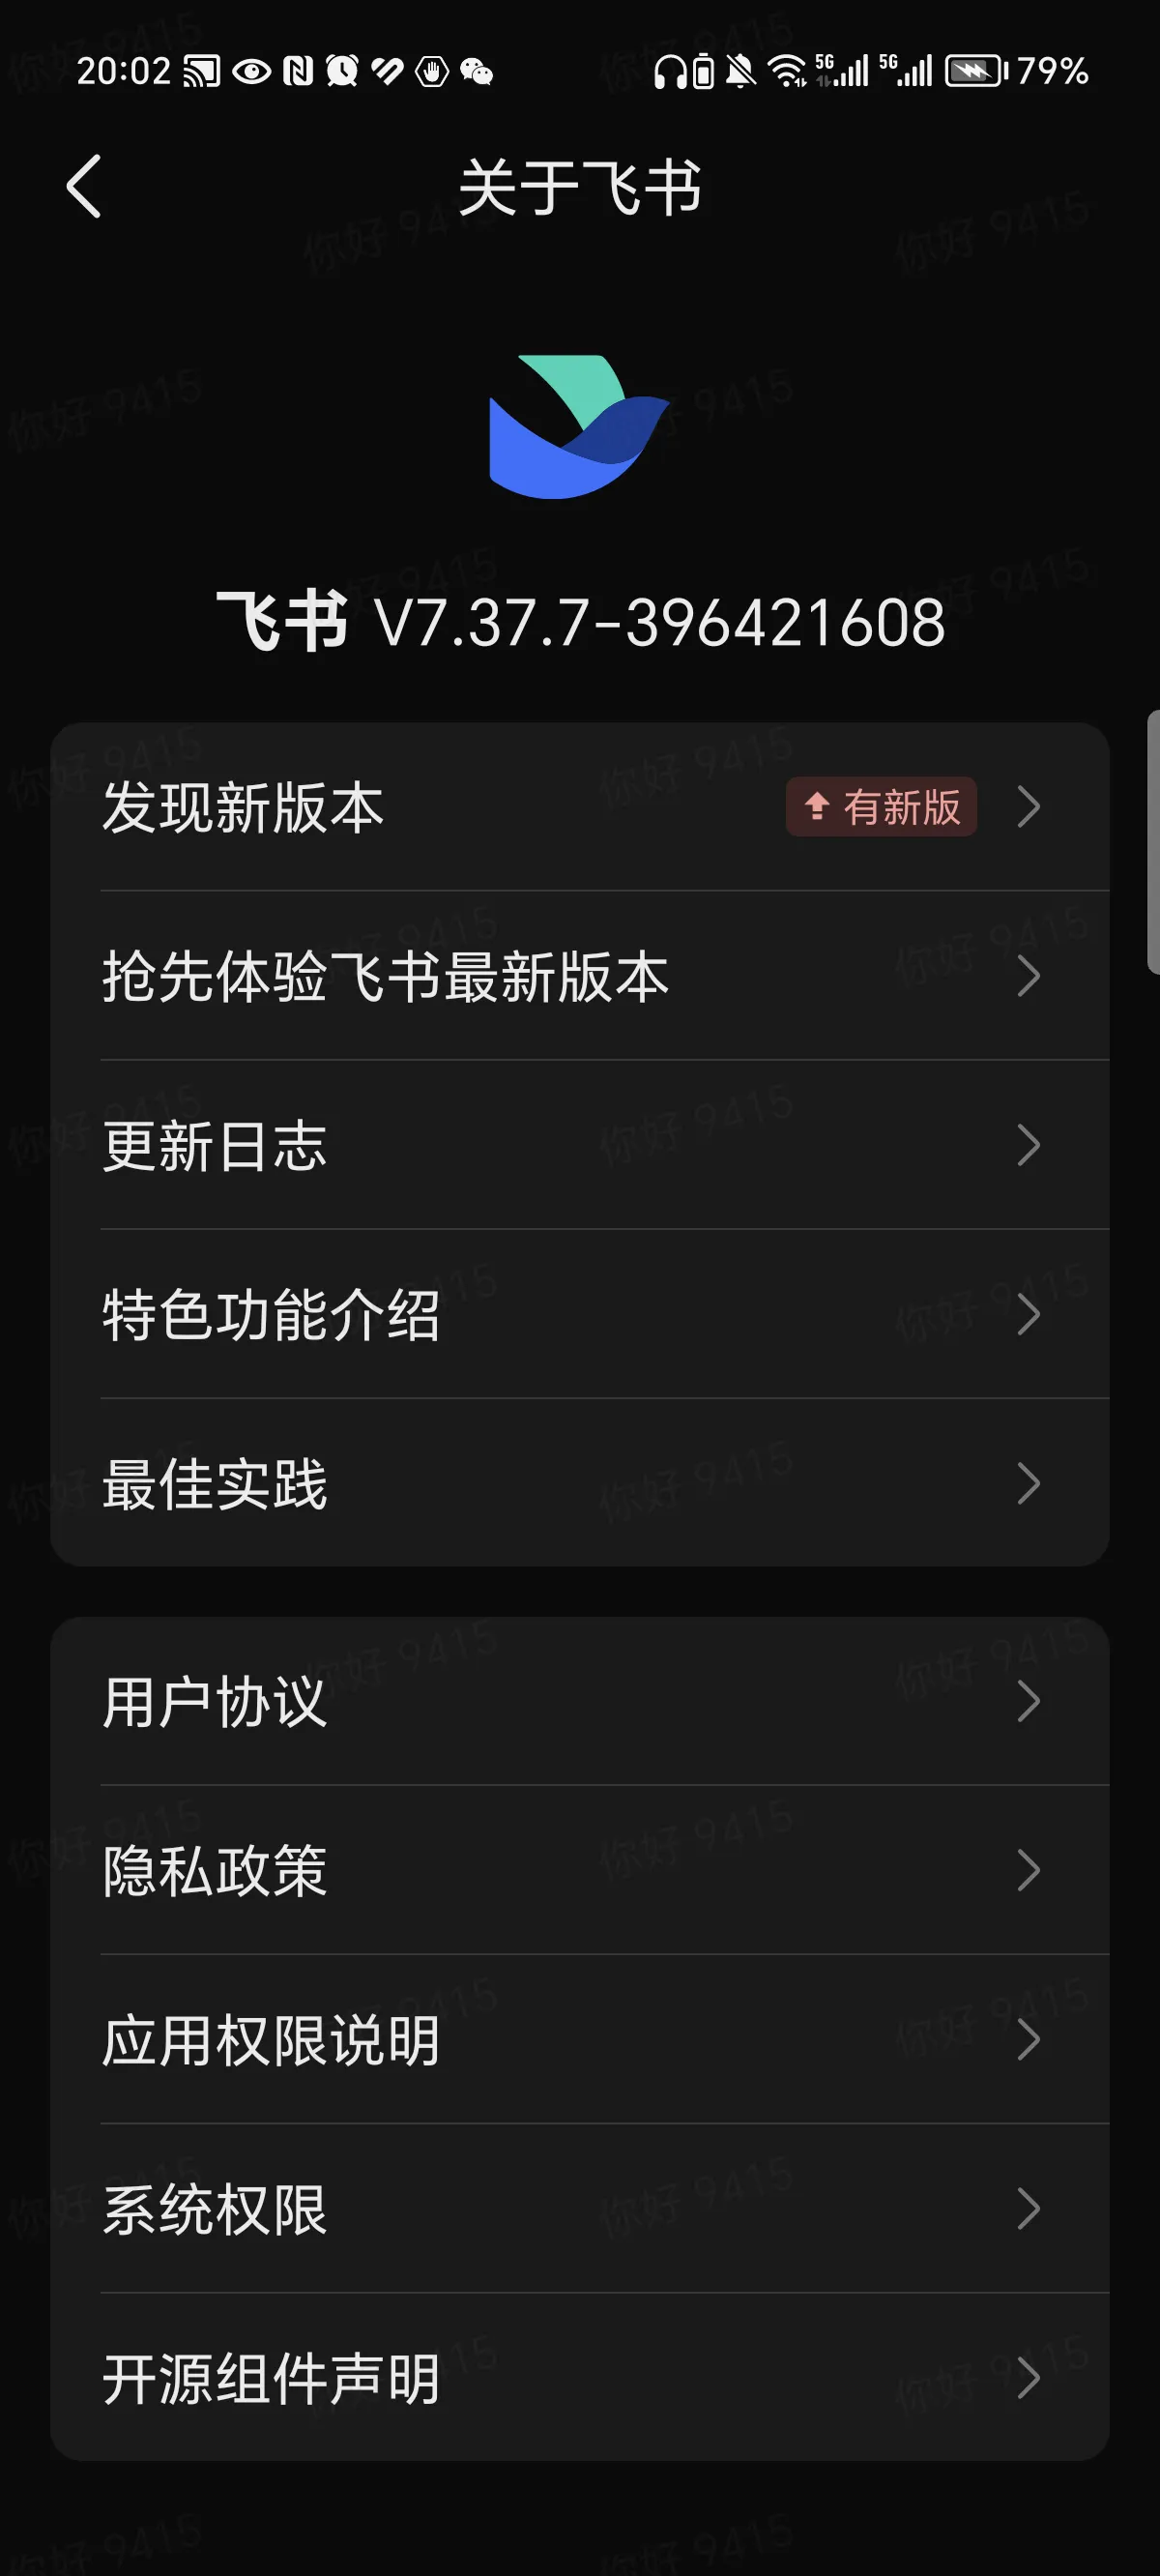 20:02 5G 5G 79%
关于飞书
飞书 V7.37.7-396421608
发现新版本 有新版
抢先体验飞书最新版本
更新日志
特色功能介绍
最佳实践
用户协议
隐私政策
应用权限说明
系统权限
开源组件声明
你好 9415